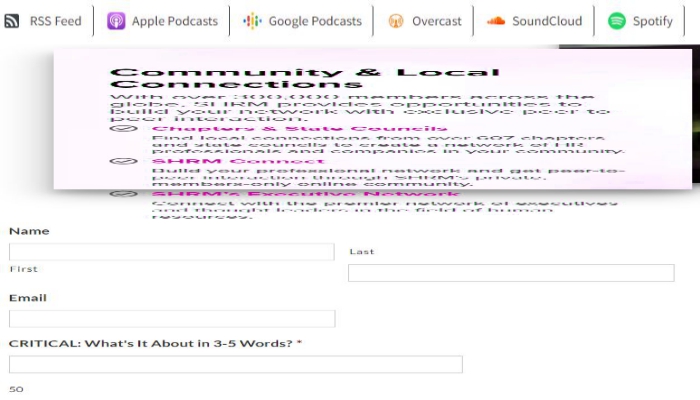 RSS Feed Apple Podcasts Google Podcasts Overcast SoundCloud Spotify
Community & Local
Connections
With over 300,000 members across the
globe, SHRM provides opportunities to
build your network with exclusive peer to
peer interaction.
Chapters & State Councils
Find local connections from over 607 chapters
and state councils to create a network of HR
professionals and companies in your community.
SHRM Connect
Build your professional network and get peer-to-
peer interaction through SHRM's private,
members-only online community.
SHRM's Executive Network
Connect with the premier network of executives
and thought leaders in the field of human
resources.
Name
Last
First
Email
CRITICAL: What's It About in 3-5 Words? *
50